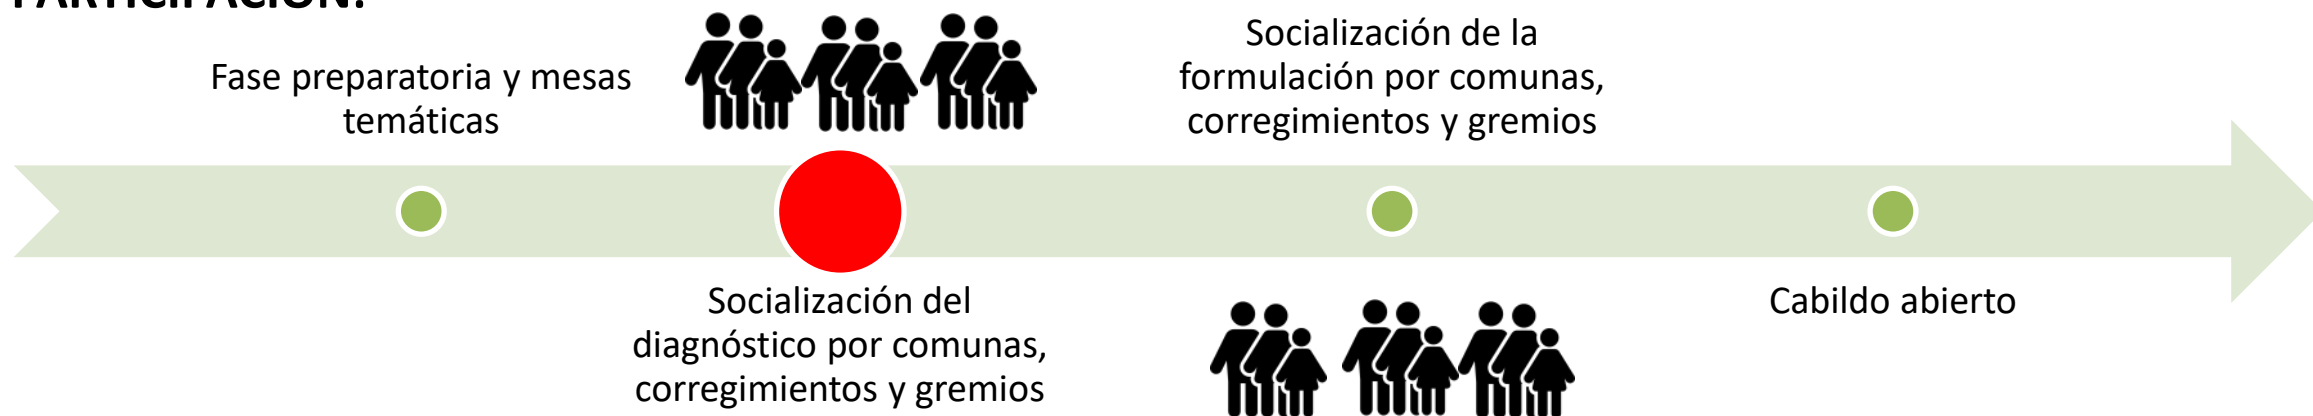 PARTICIPACIÓN:
Fase preparatoria y mesas
temáticas
Socialización del
diagnóstico por comunas,
corregimientos y gremios
Socialización de la
formulación por comunas,
corregimientos y gremios
Cabildo abierto